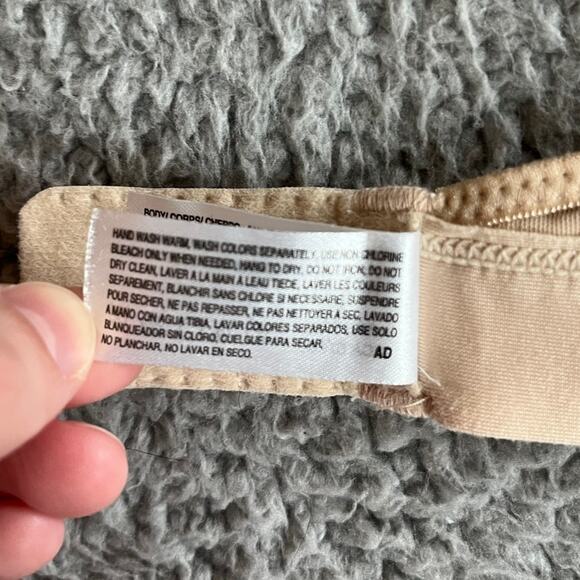 BODY/ CORPS/ CUERPO
HAND WASH WARM, WASH COLORS SEPARATELY, USE NON CHLORINE
BLEACH ONLY WHEN NEEDED, HANG TO DRY, DO NOT IRON, DO NOT
DRY CLEAN, LAVER A LA MAIN A L'EAU TIEDE, LAVER LES COULEURS
SEPAREMENT, BLANCHIR SANS CHLORE SI NECESSAIRE, SUSPENDRE
POUR SECHER, NE PAS REPASSER, NE PAS NETTOYER A SEC, LAVADO
A MANO CON AGUA TIBIA, LAVAR COLORES SEPARADOS, USE SOLO
BLANQUEADOR SIN CLORO, CUELGUE PARA SECAR,
NO PLANCHAR, NO LAVAR EN SECO. AD